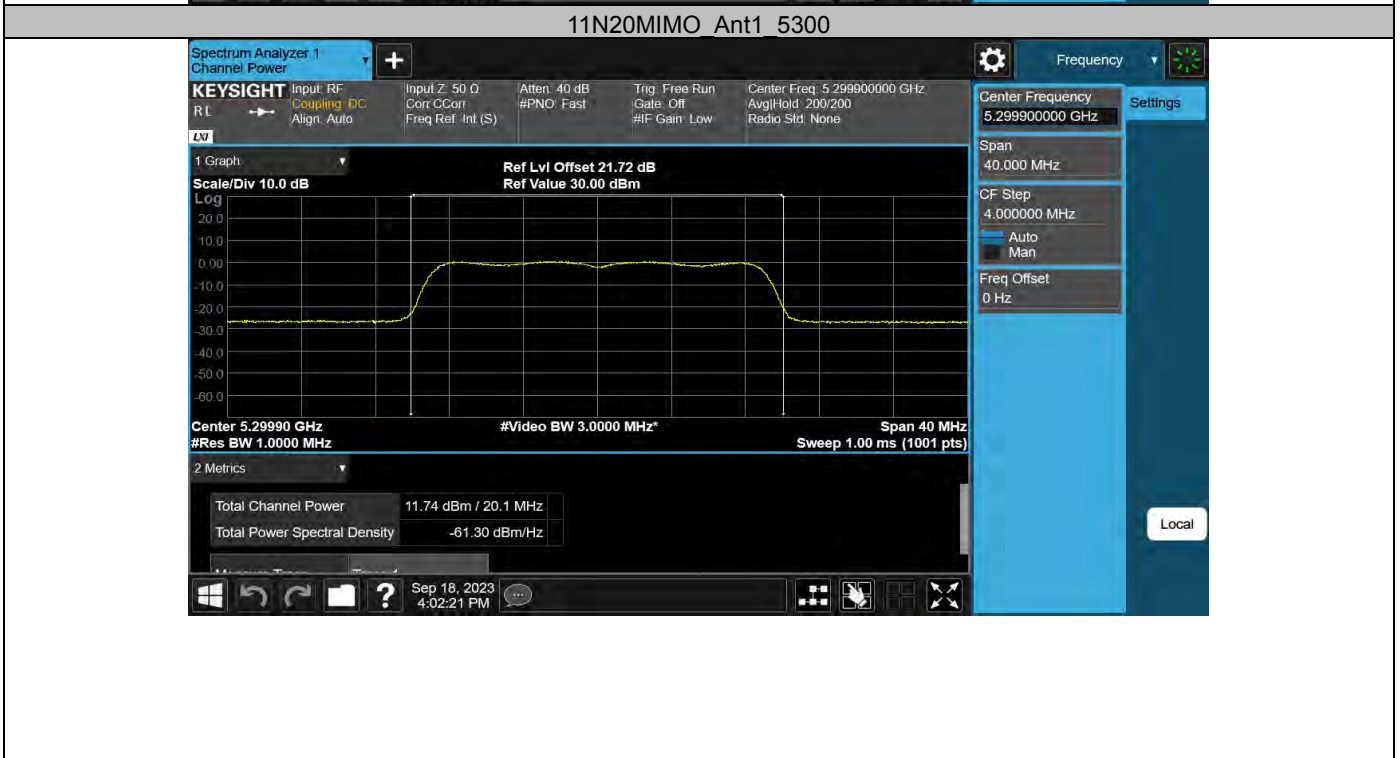 11N20MIMO_Ant1_5300
Spectrum Analyzer 1
Channel Power
+
Frequency
KEYSIGHT
Input: RF
Coupling: DC
Align: Auto
Input Z: 50 Ω
Corr CCorr
Freq Ref: Int (S)
Atten: 40 dB
#PNO: Fast
Trig: Free Run
Gate: Off
#IF Gain: Low
Center Freq: 5.299900000 GHz
Avg|Hold: 200/200
Radio Std: None
LXI
Center Frequency
5.299900000 GHz
Settings
Span
40.000 MHz
CF Step
4.000000 MHz
Auto
Man
Freq Offset
0 Hz
1 Graph
Ref Lvl Offset 21.72 dB
Scale/Div 10.0 dB
Ref Value 30.00 dBm
Log
20.0
10.0
0.00
-10.0
-20.0
-30.0
-40.0
-50.0
-60.0
Center 5.29990 GHz
#Video BW 3.0000 MHz*
Span 40 MHz
#Res BW 1.0000 MHz
Sweep 1.00 ms (1001 pts)
2 Metrics
Total Channel Power 11.74 dBm / 20.1 MHz
Total Power Spectral Density -61.30 dBm/Hz
Local
?
Sep 18, 2023
4:02:21 PM